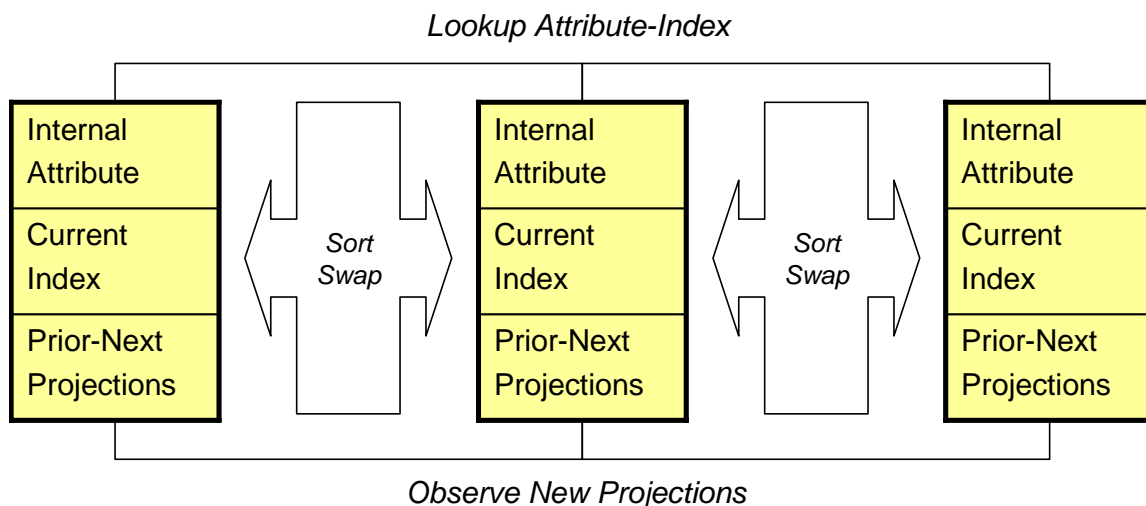 Lookup Attribute-Index
Internal
Attribute
Current
Index
Prior-Next
Projections
Sort
Swap
Internal
Attribute
Current
Index
Prior-Next
Projections
Sort
Swap
Internal
Attribute
Current
Index
Prior-Next
Projections
Observe New Projections